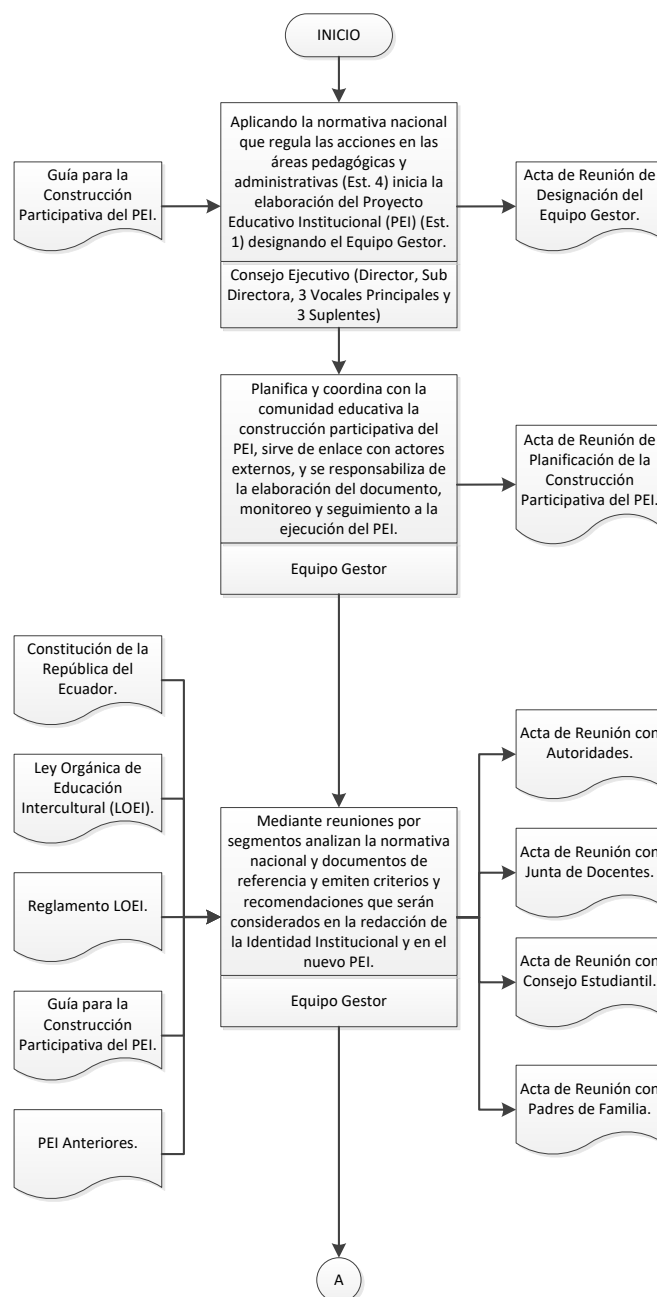 INICIO
Guía para la
Construcción
Participativa del PEI.
Aplicando la normativa nacional
que regula las acciones en las
áreas pedagógicas y
administrativas (Est. 4) inicia la
elaboración del Proyecto
Educativo Institucional (PEI) (Est.
1) designando el Equipo Gestor.
Consejo Ejecutivo (Director, Sub
Directora, 3 Vocales Principales y
3 Suplentes)
Acta de Reunión de
Designación del
Equipo Gestor.
Planifica y coordina con la
comunidad educativa la
construcción participativa del
PEI, sirve de enlace con actores
externos, y se responsabiliza de
la elaboración del documento,
monitoreo y seguimiento a la
ejecución del PEI.
Equipo Gestor
Acta de Reunión de
Planificación de la
Construcción
Participativa del PEI.
Constitución de la
República del
Ecuador.
Ley Orgánica de
Educación
Intercultural (LOEI).
Reglamento LOEI.
Guía para la
Construcción
Participativa del PEI.
PEI Anteriores.
Mediante reuniones por
segmentos analizan la normativa
nacional y documentos de
referencia y emiten criterios y
recomendaciones que serán
considerados en la redacción de
la Identidad Institucional y en el
nuevo PEI.
Equipo Gestor
Acta de Reunión con
Autoridades.
Acta de Reunión con
Junta de Docentes.
Acta de Reunión con
Consejo Estudiantil.
Acta de Reunión con
Padres de Familia.
A